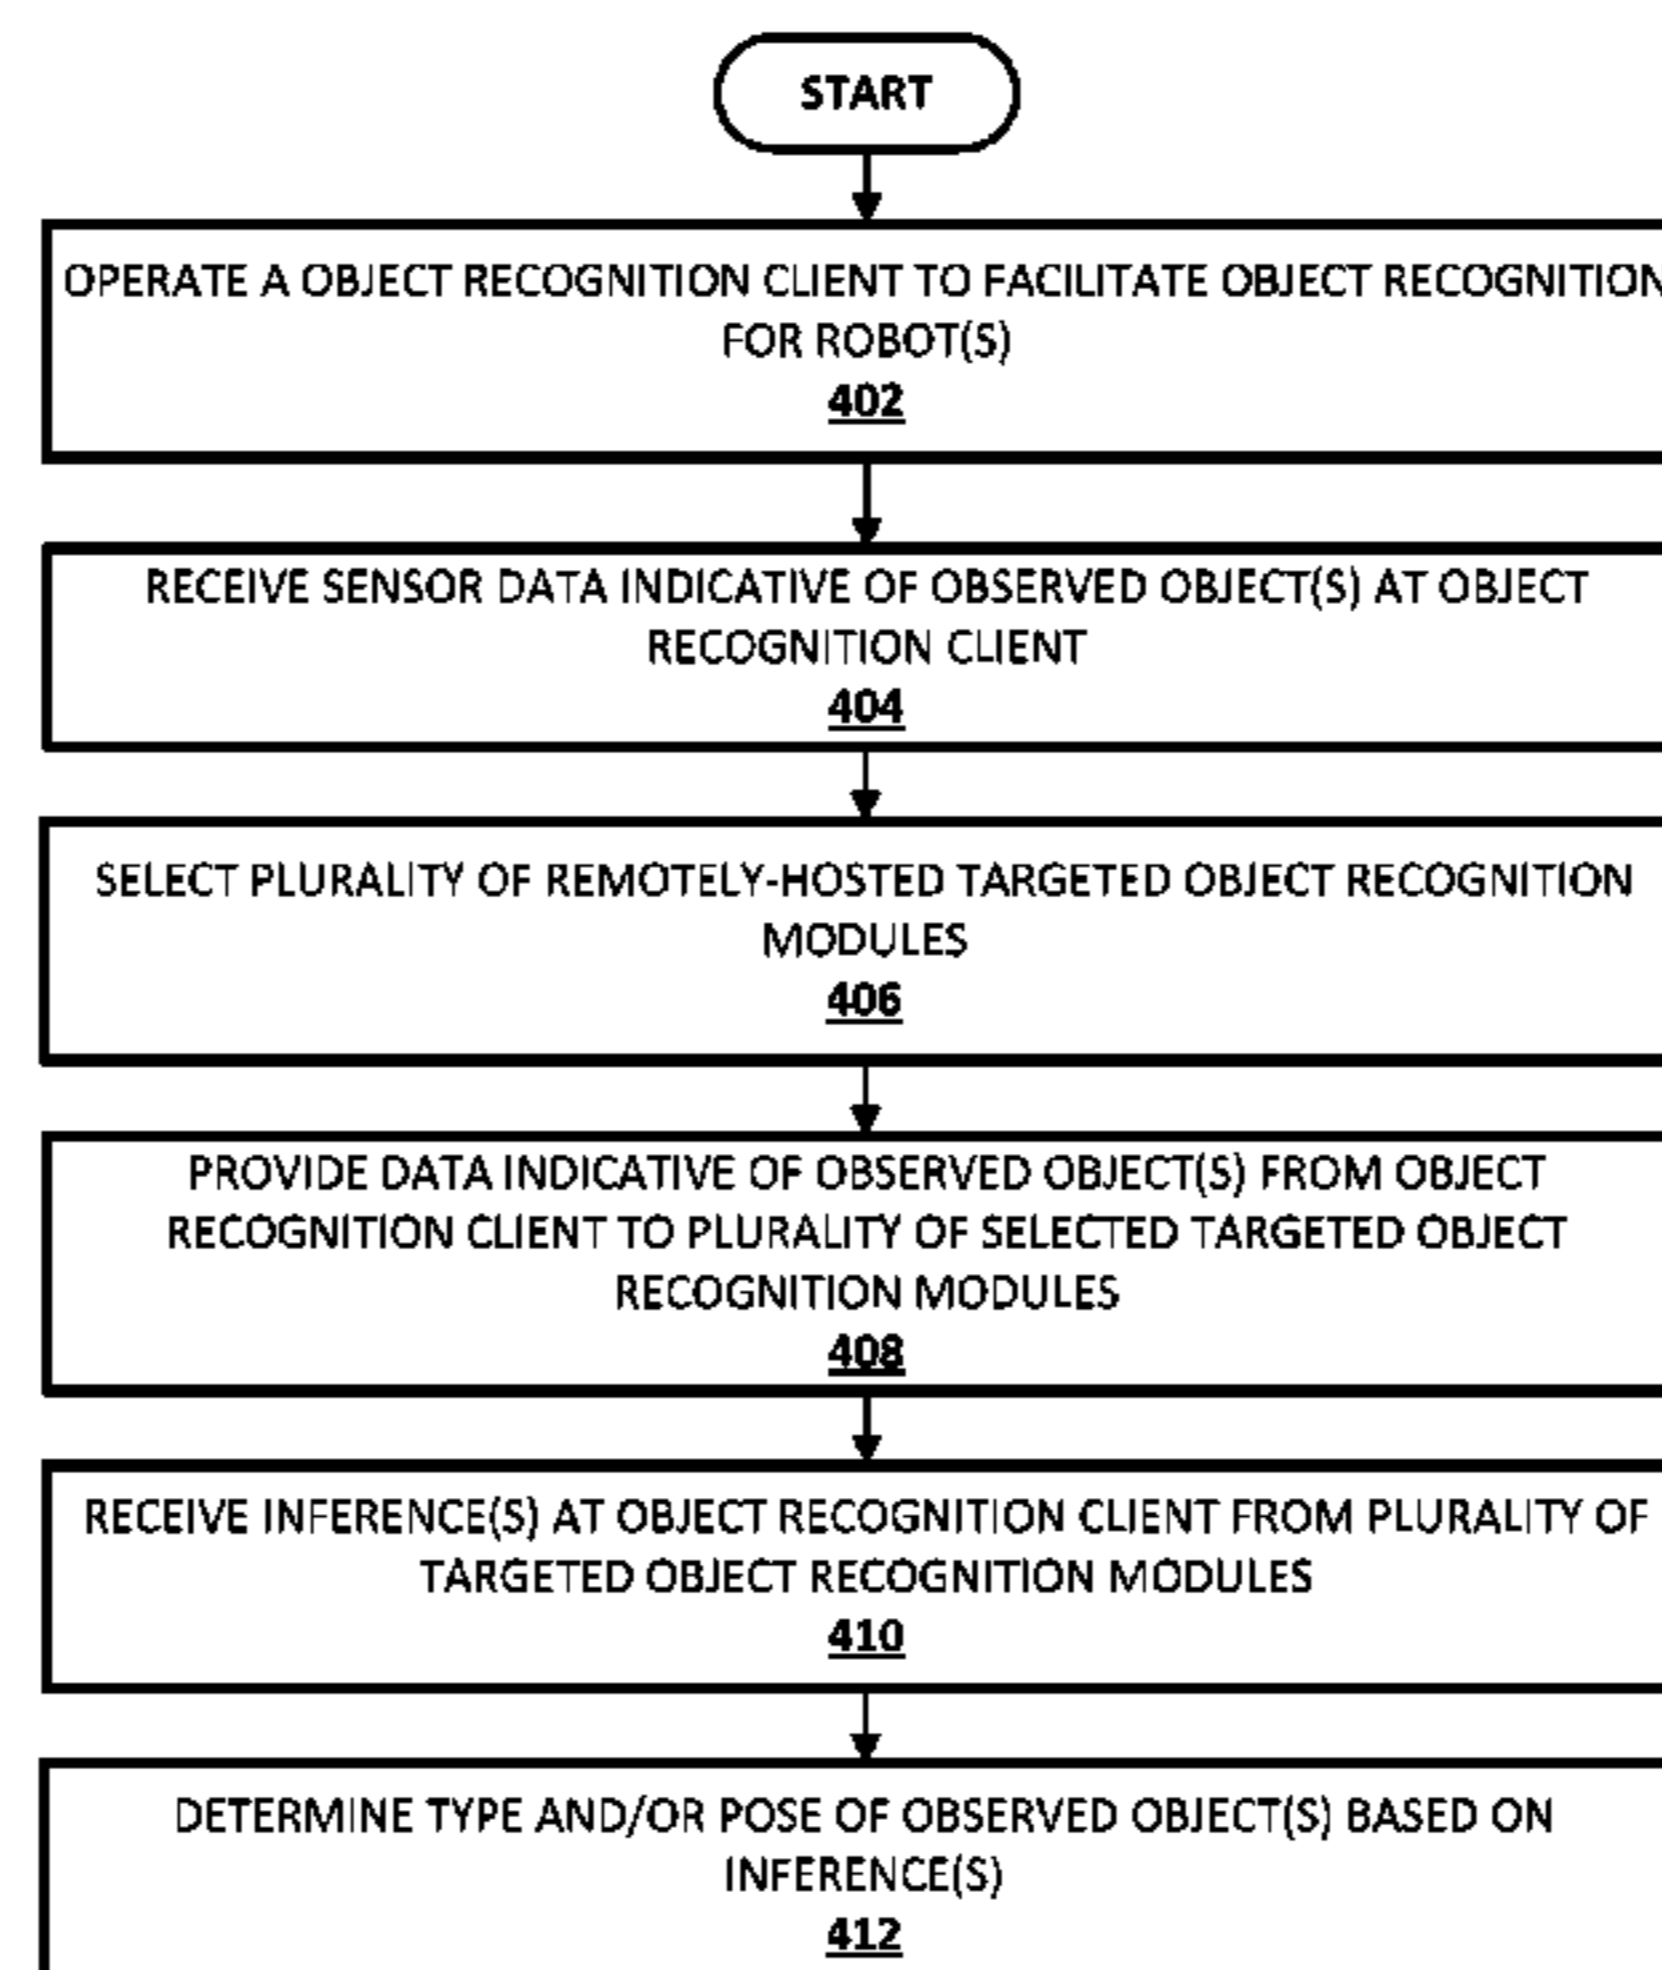 START
OPERATE A OBJECT RECOGNITION CLIENT TO FACILITATE OBJECT RECOGNITION
FOR ROBOT(S)
402
RECEIVE SENSOR DATA INDICATIVE OF OBSERVED OBJECT(S) AT OBJECT
RECOGNITION CLIENT
404
SELECT PLURALITY OF REMOTELY-HOSTED TARGETED OBJECT RECOGNITION
MODULES
406
PROVIDE DATA INDICATIVE OF OBSERVED OBJECT(S) FROM OBJECT
RECOGNITION CLIENT TO PLURALITY OF SELECTED TARGETED OBJECT
RECOGNITION MODULES
408
RECEIVE INFERENCE(S) AT OBJECT RECOGNITION CLIENT FROM PLURALITY OF
TARGETED OBJECT RECOGNITION MODULES
410
DETERMINE TYPE AND/OR POSE OF OBSERVED OBJECT(S) BASED ON
INFERENCE(S)
412